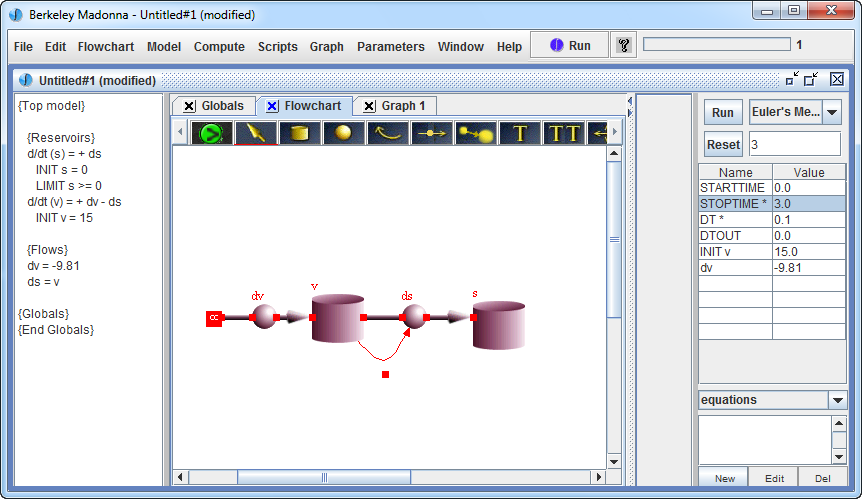 Berkeley Madonna - Untitled#1 (modified)
File Edit Flowchart Model Compute Scripts Graph Parameters Window Help Run ? 1
Untitled#1 (modified)
{Top model}
{Reservoirs}
d/dt (s) = + ds
INIT s = 0
LIMIT s >= 0
d/dt (v) = + dv - ds
INIT v = 15
{Flows}
dv = -9.81
ds = v
{Globals}
{End Globals}
Globals Flowchart Graph 1
T TT
dv v ds s
∝
Run Euler's Me...
Reset 3
Name Value
STARTTIME 0.0
STOPTIME * 3.0
DT * 0.1
DTOUT 0.0
INIT v 15.0
dv -9.81
equations
New Edit Del